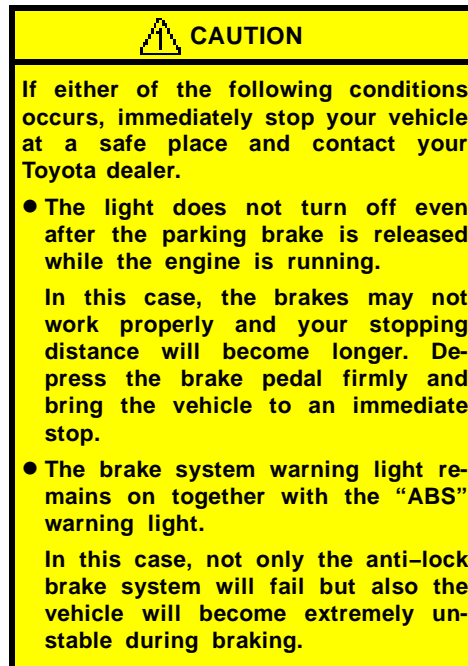 CAUTION
If either of the following conditions
occurs, immediately stop your vehicle
at a safe place and contact your
Toyota dealer.
● The light does not turn off even
after the parking brake is released
while the engine is running.
In this case, the brakes may not
work properly and your stopping
distance will become longer. De-
press the brake pedal firmly and
bring the vehicle to an immediate
stop.
● The brake system warning light re-
mains on together with the “ABS”
warning light.
In this case, not only the anti–lock
brake system will fail but also the
vehicle will become extremely un-
stable during braking.